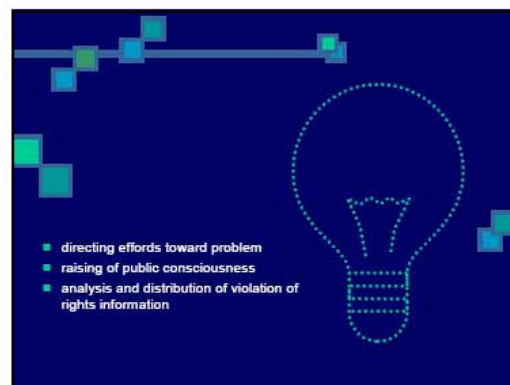 directing effords toward problem
raising of public consciousness
analysis and distribution of violation of
rights information